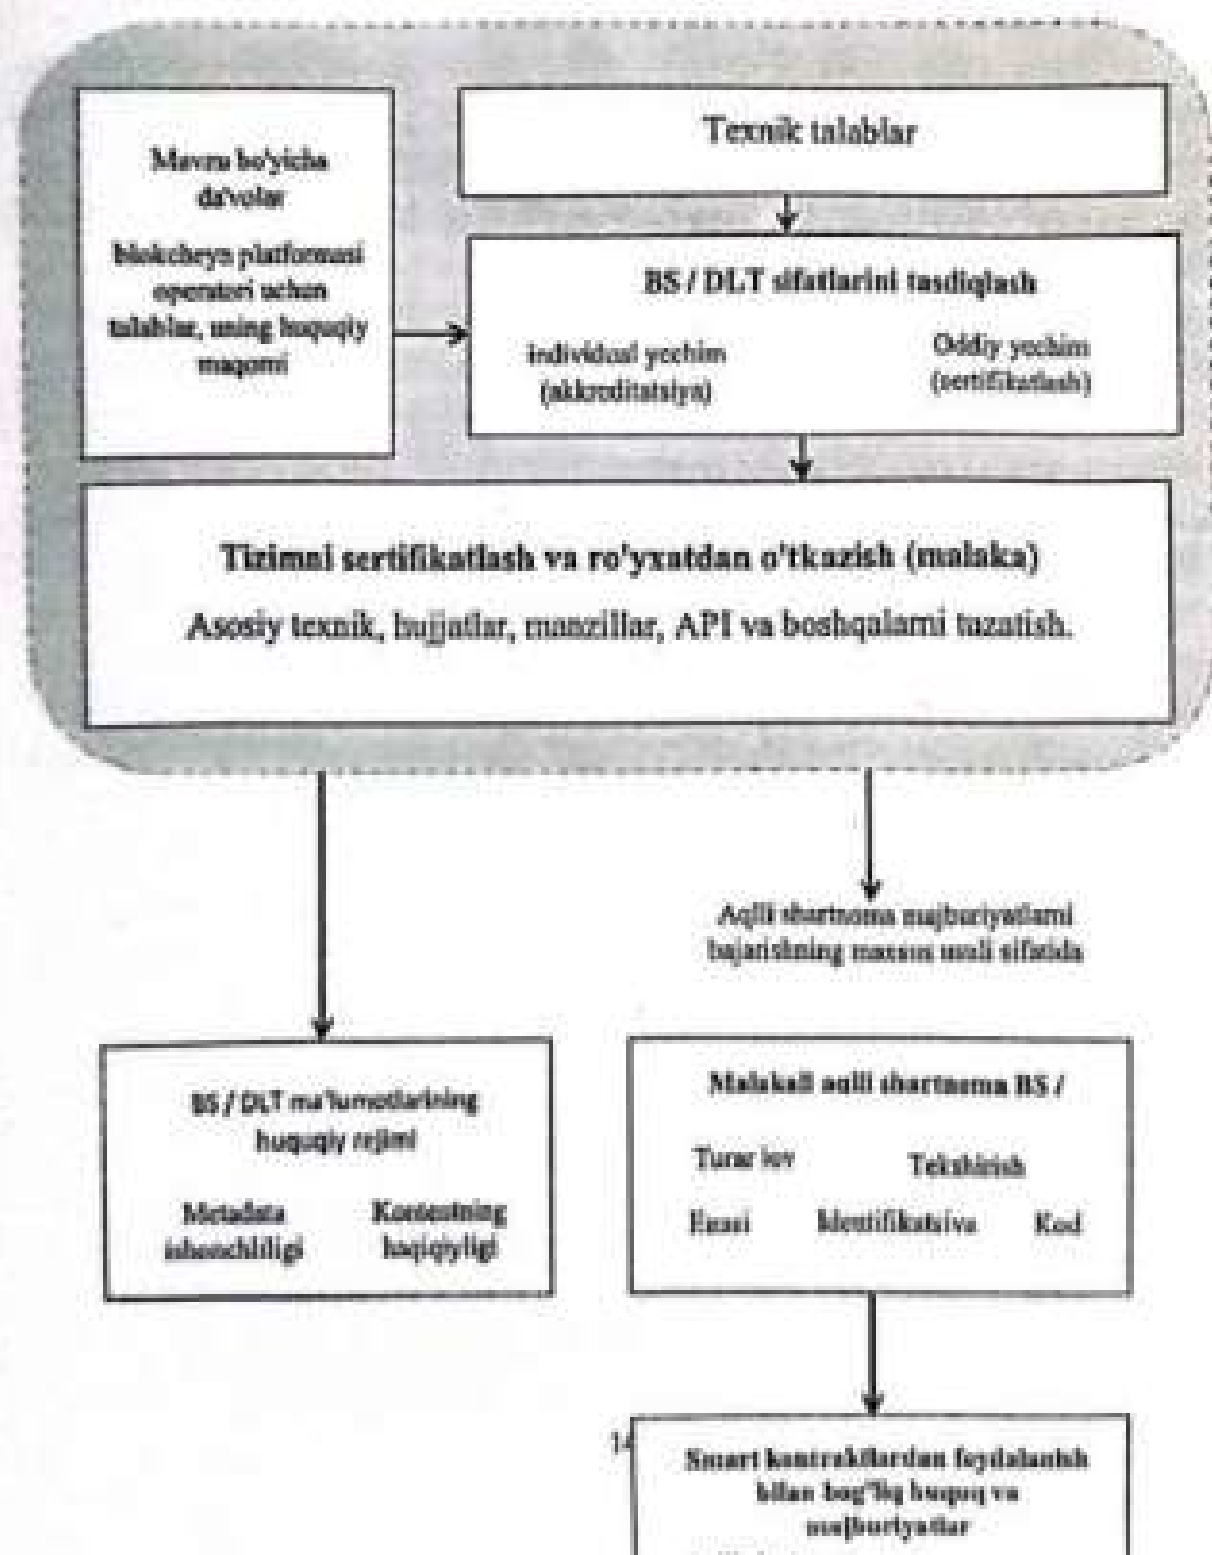 Texnik talablar
Mavzu bo'yicha
da'volar
blokcheyn platformasi
operatori uchun
talablar, uning huquqiy
maqomi
BS / DLT sifatlarini tasdiqlash
Individual yechim
(akkreditatsiya)
Oddiy yechim
(sertifikatlash)
Tizimni sertifikatlash va ro'yxatdan o'tkazish (malaka)
Asosiy texnik, hujjatlar, manzillar, API va boshqalarni tuzatish.
Aqlli shartnoma majburiyatlarni
bajarishning maxsus usuli sifatida
BS / DLT ma'lumotlarining
huquqiy rejimi
Metadata
ishonchliligi
Kontentning
haqiqiyligi
Malakali aqlli shartnoma BS /
Turar
Tekshirish
Egasi
Identifikatsiya
Kod
14
Smart kontraktlardan foydalanish
bilan bog'liq huquq va
majburiyatlar